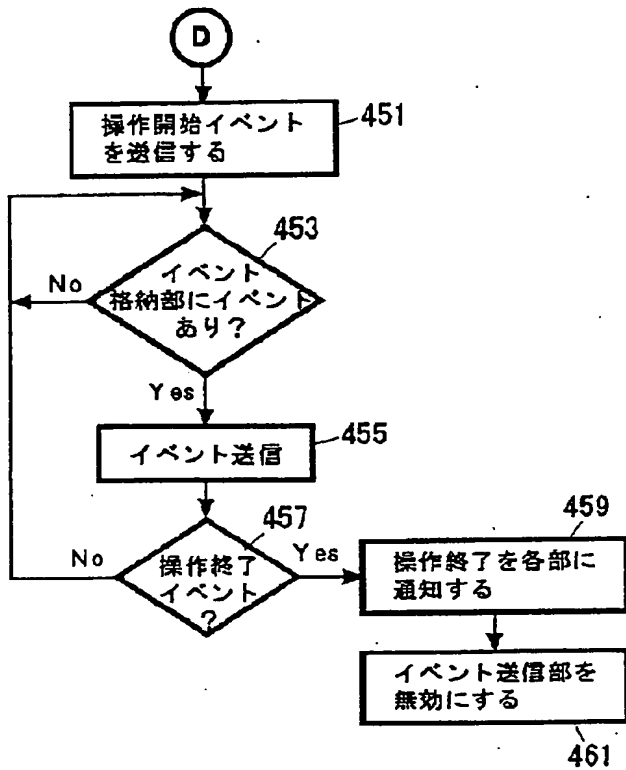 D
操作開始イベント
を送信する
451
453
イベント
格納部にイベント
あり?
No
Yes
イベント送信
455
457
操作終了
イベント
?
No
Yes
459
操作終了を各部に
通知する
イベント送信部を
無効にする
461